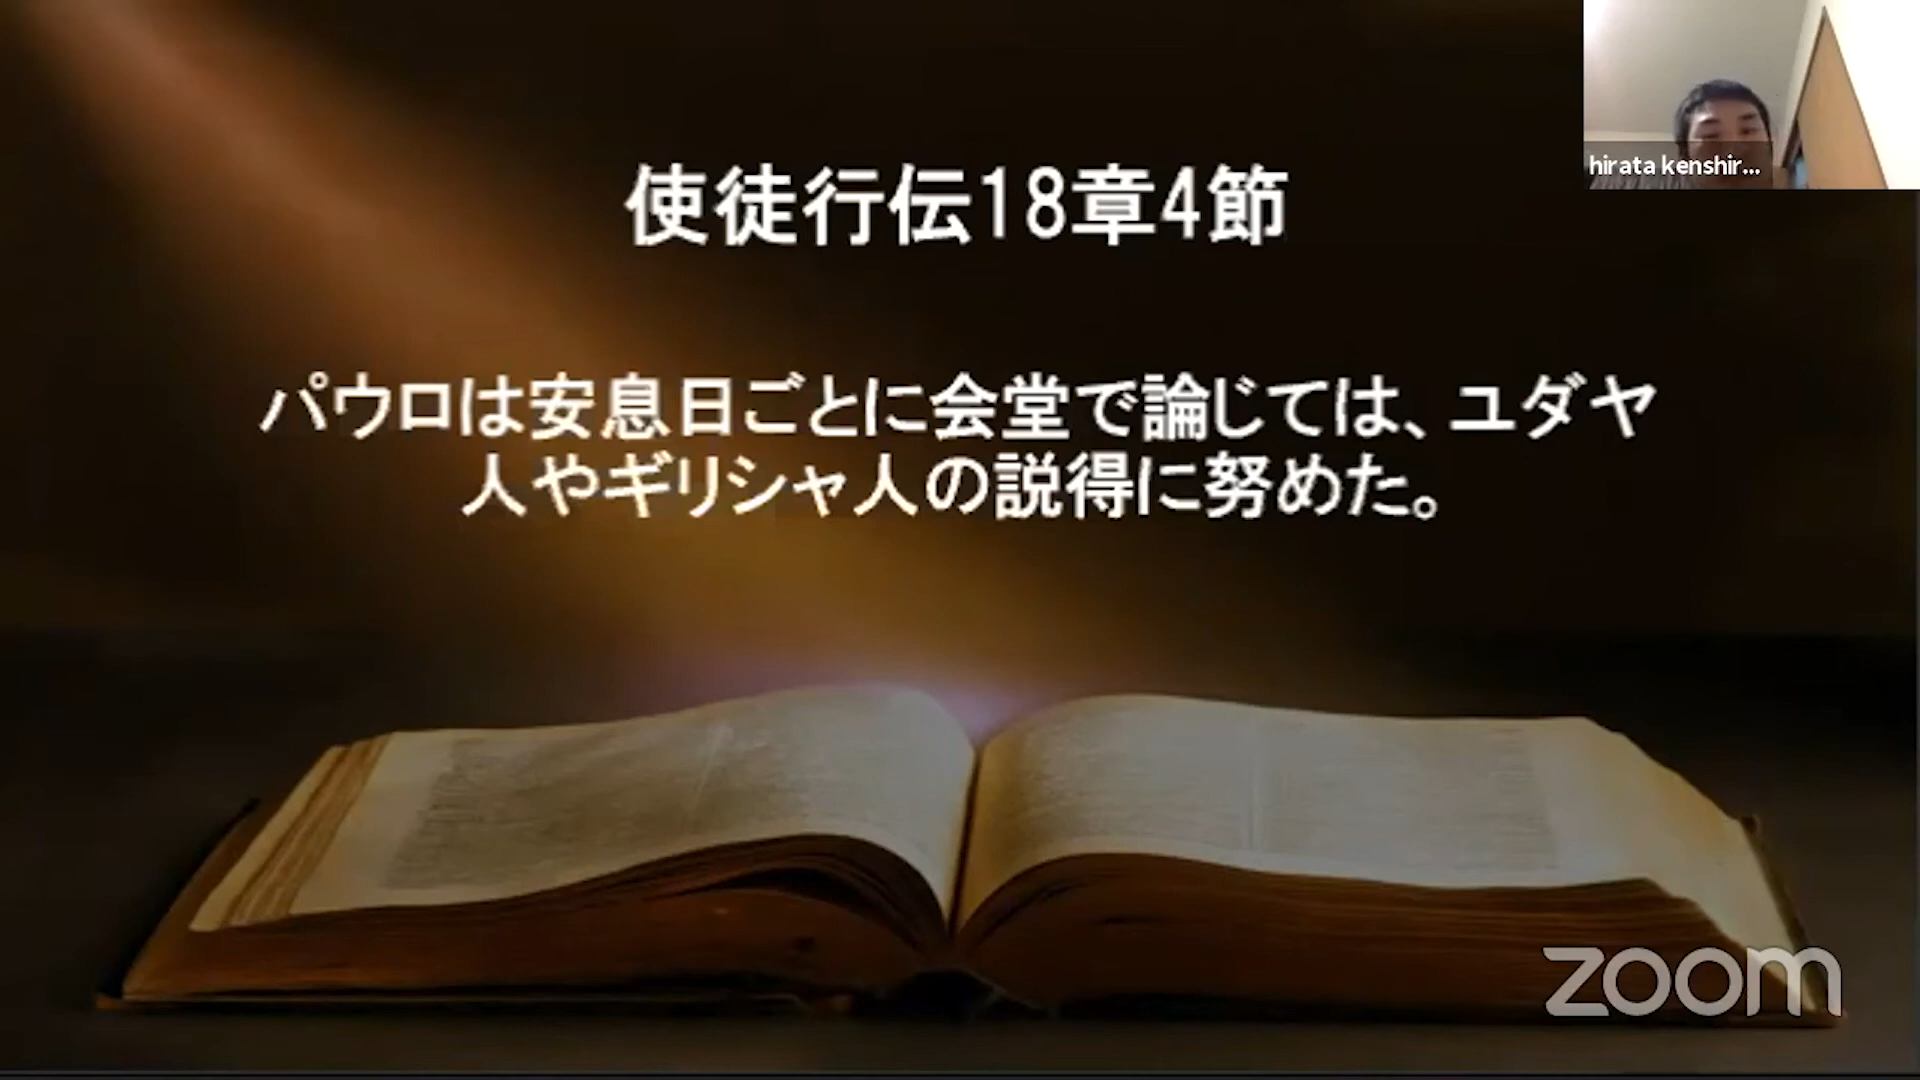 使徒行伝18章4節
hirata kenshir...
パウロは安息日ごとに会堂で論じては、ユダヤ
人やギリシャ人の説得に努めた。
zoom